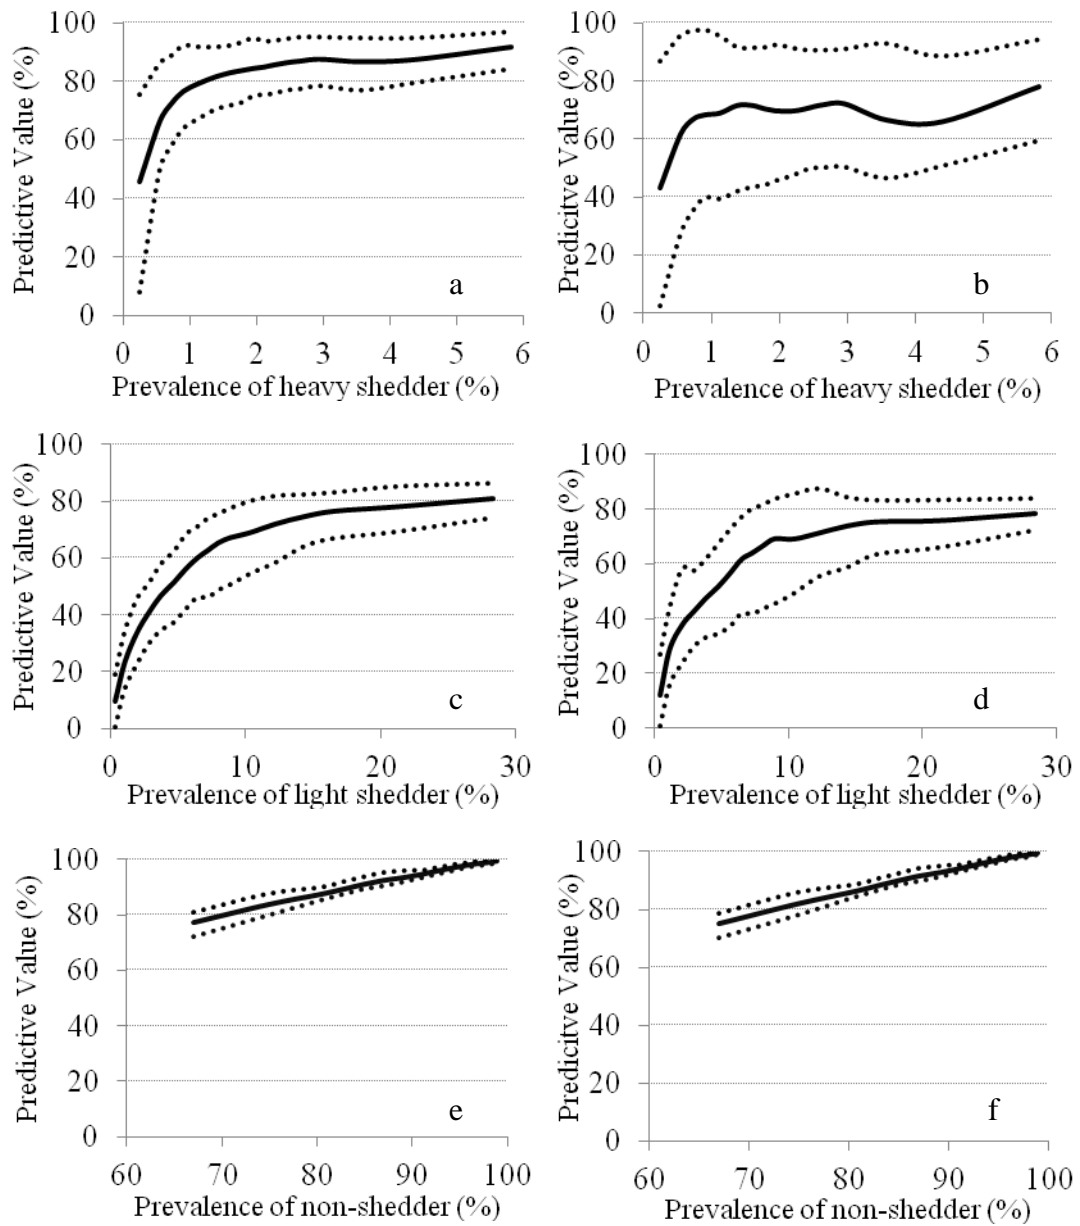 100
80
60
40
20
0
Predictive Value (%)
a
0 1 2 3 4 5 6
Prevalence of heavy shedder (%)
100
80
60
40
20
0
Predicitve Value (%)
b
0 1 2 3 4 5 6
Prevalence of heavy shedder (%)
100
80
60
40
20
0
Predictive Value (%)
c
0 10 20 30
Prevalence of light shedder (%)
100
80
60
40
20
0
Predicitve Value (%)
d
0 10 20 30
Prevalence of light shedder (%)
100
80
60
40
20
0
Predictive Value (%)
e
60 70 80 90 100
Prevalence of non-shedder (%)
100
80
60
40
20
0
Predicitve Value (%)
f
60 70 80 90 100
Prevalence of non-shedder (%)